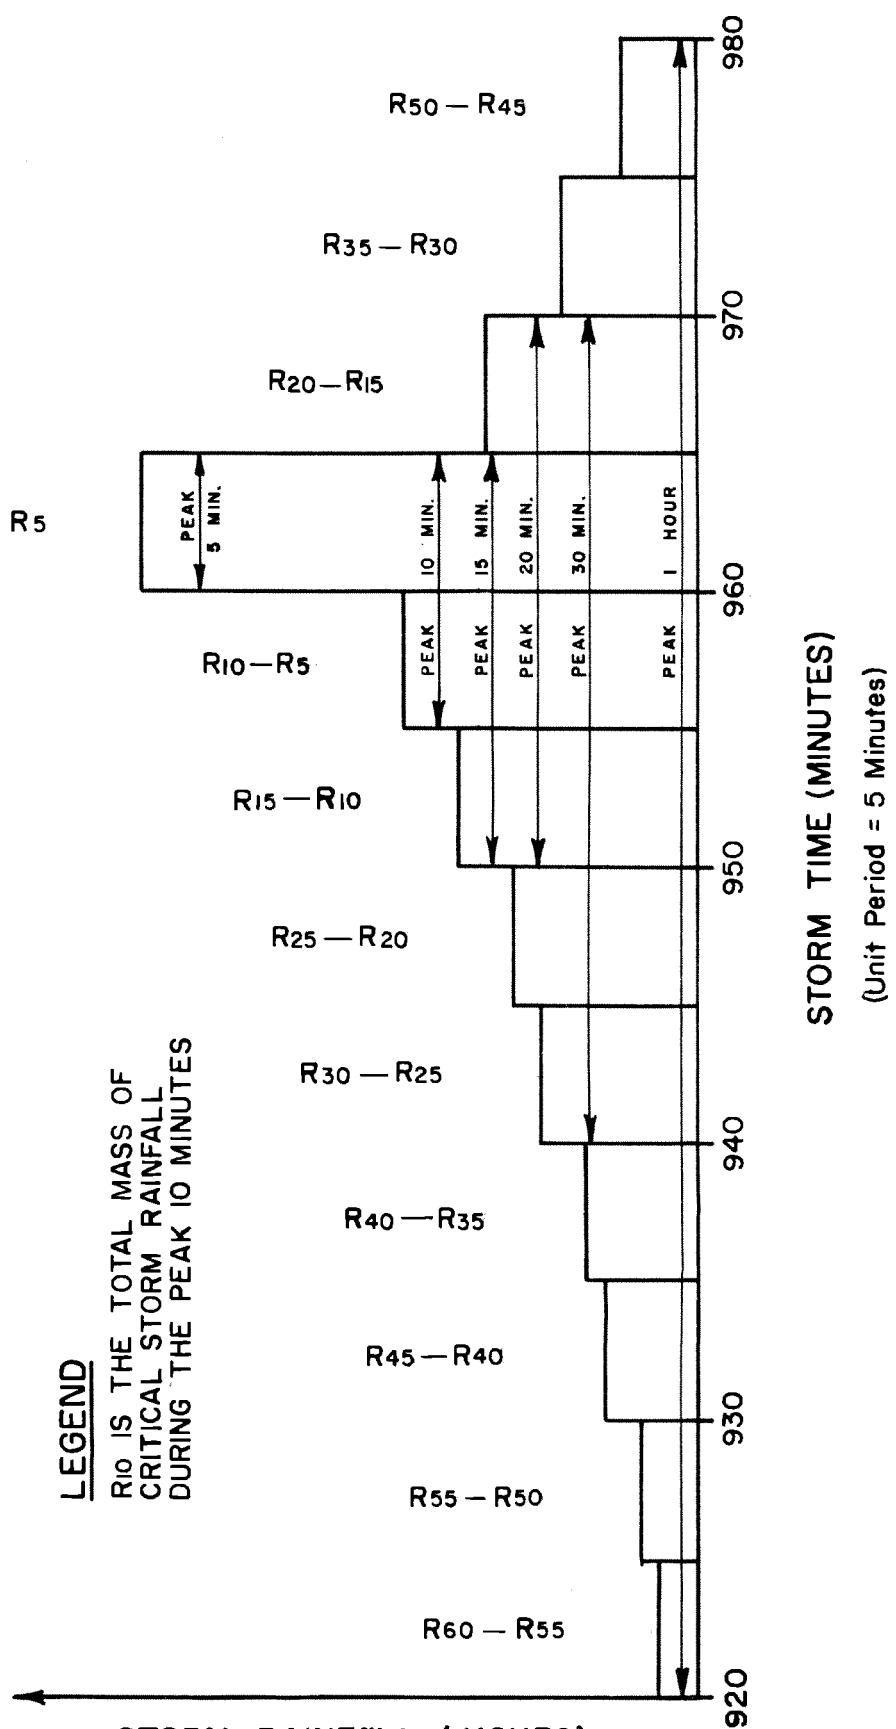 LEGEND
R10 IS THE TOTAL MASS OF
CRITICAL STORM RAINFALL
DURING THE PEAK 10 MINUTES
R60 — R55
R55 — R50
R45 — R40
R40 — R35
R30 — R25
R25 — R20
R15 — R10
R10 — R5
R5
R20 — R15
R35 — R30
R50 — R45
PEAK
5 MIN.
PEAK 10 MIN.
PEAK 15 MIN.
PEAK 20 MIN.
PEAK 30 MIN.
PEAK 1 HOUR
920
930
940
950
960
970
980
STORM TIME (MINUTES)
(Unit Period = 5 Minutes)